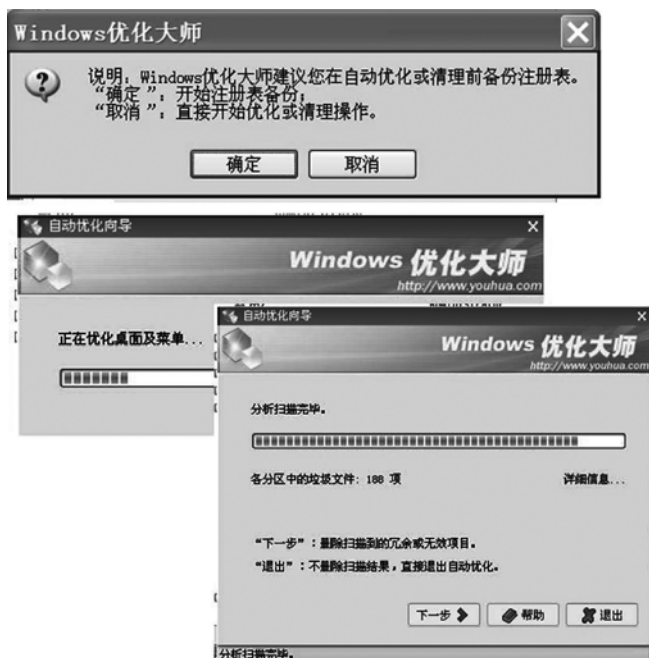 Windows优化大师
说明：Windows优化大师建议您在自动优化或清理前备份注册表。
“确定”：开始注册表备份；
“取消”：直接开始优化或清理操作。
确定 取消
自动优化向导
Windows 优化大师
http://www.youhua.com
正在优化桌面及菜单...
自动优化向导
Windows 优化大师
http://www.youhua.com
分析扫描完毕。
各分区中的垃圾文件: 188 项 详细信息...
“下一步”：删除扫描到的冗余或无效项目。
“退出”：不删除扫描结果，直接退出自动优化。
下一步 帮助 退出
分析扫描完毕。